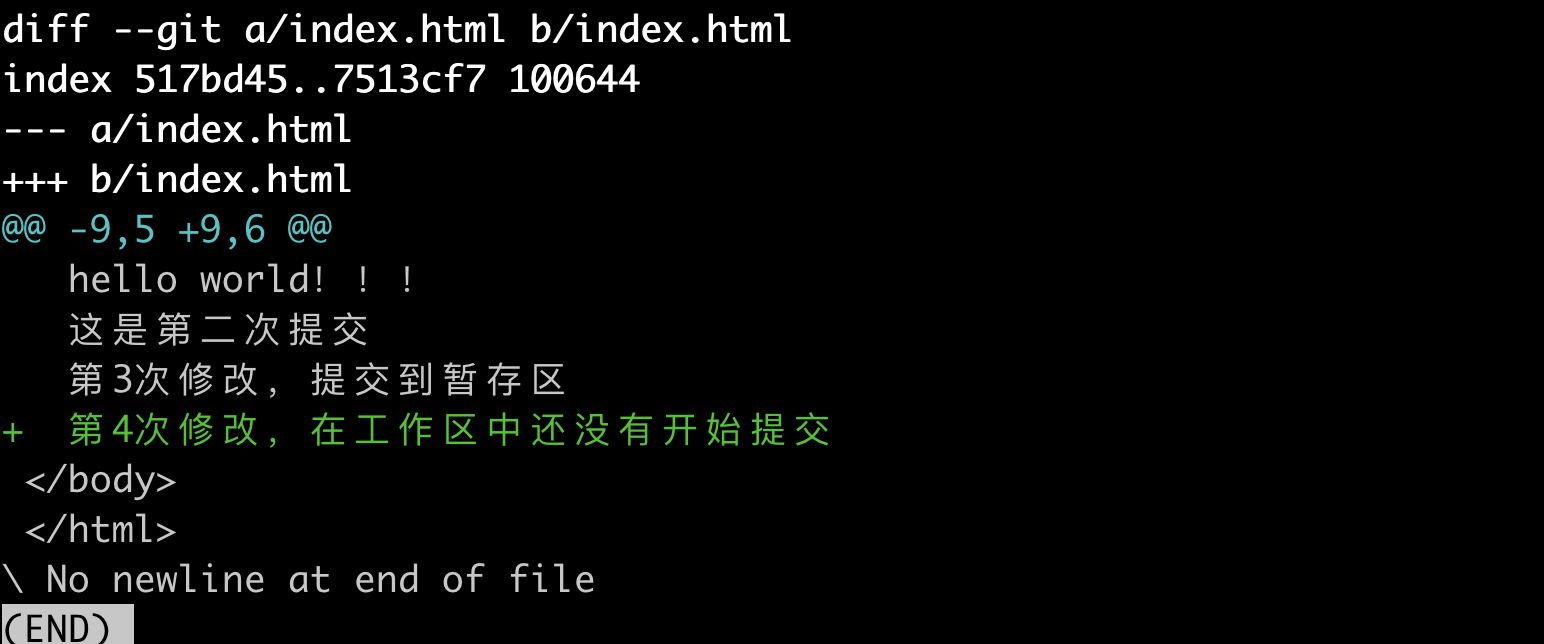 diff --git a/index.html b/index.html
index 517bd45..7513cf7 100644
--- a/index.html
+++ b/index.html
@@ -9,5 +9,6 @@
   hello world！！！
   这是第二次提交
   第3次修改，提交到暂存区
+  第4次修改，在工作区中还没有开始提交
 </body>
 </html>
\ No newline at end of file
(END)